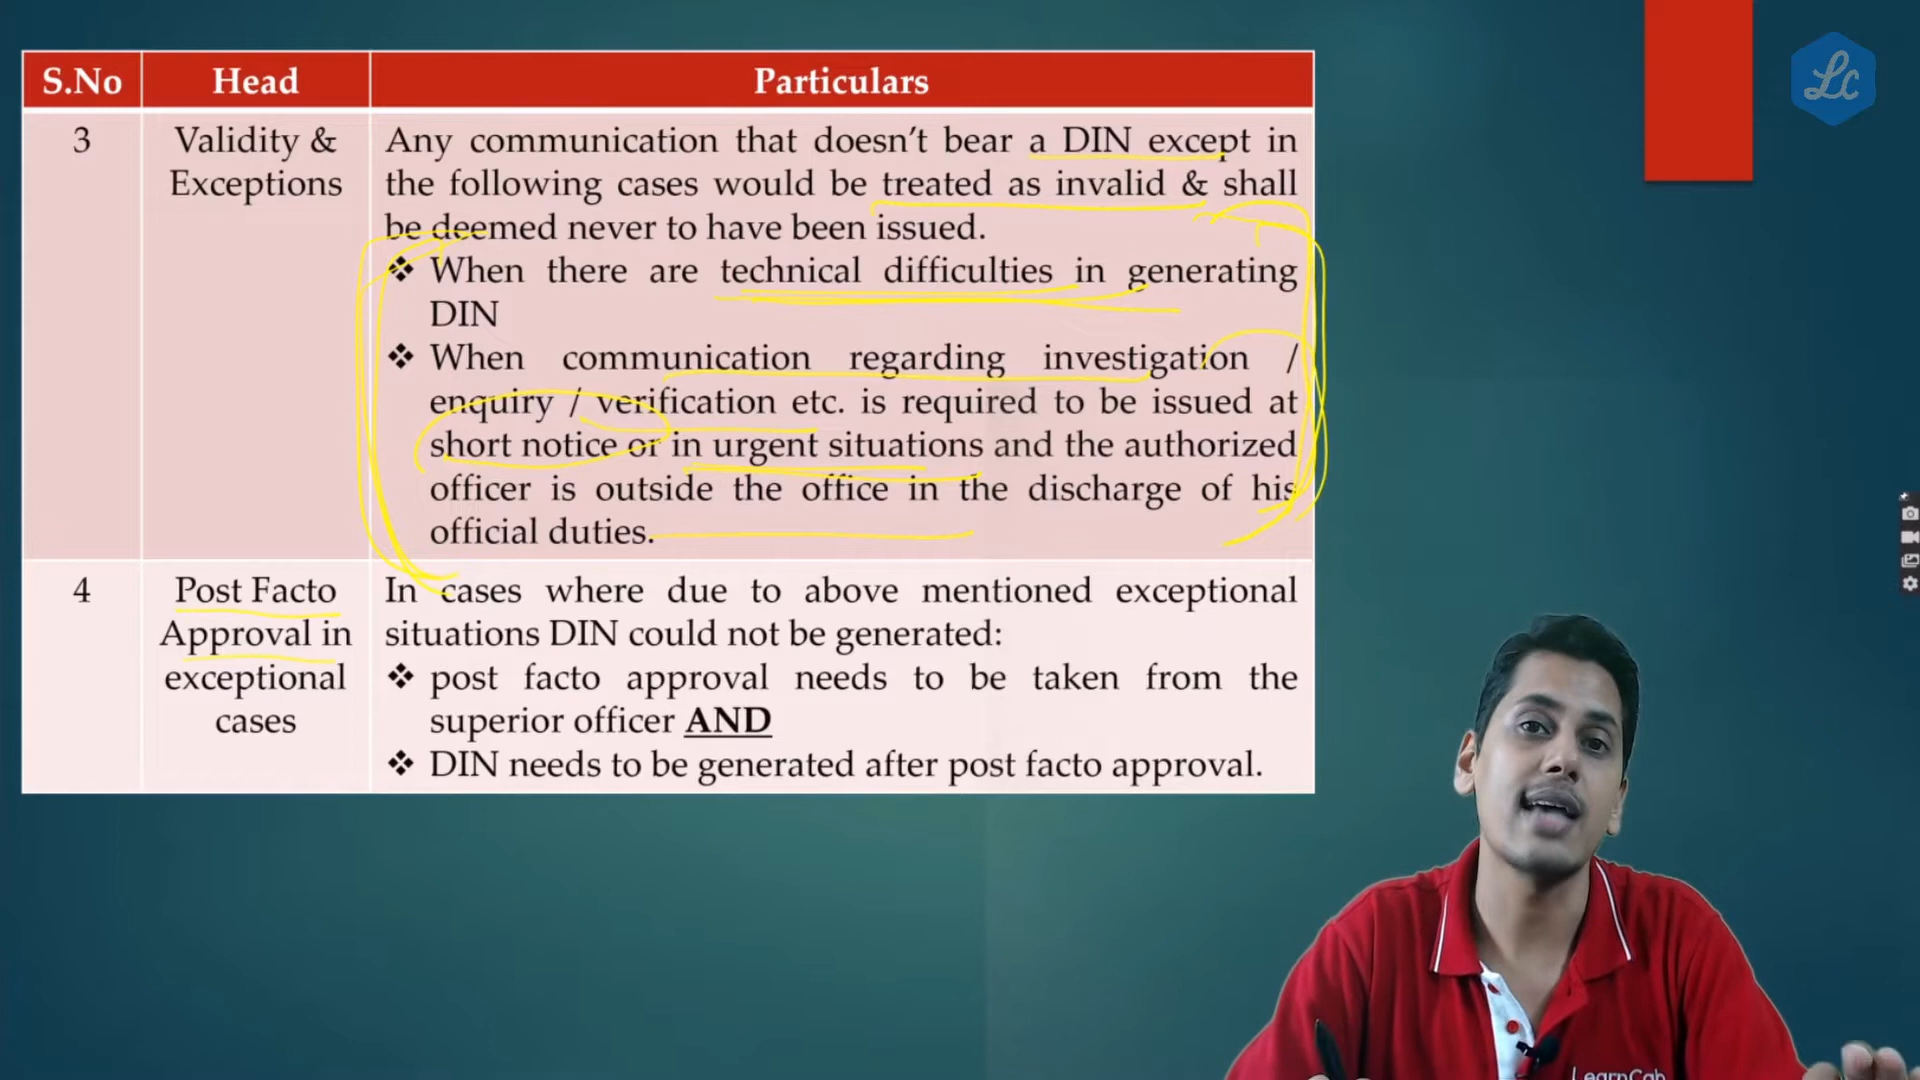 Lc
S.No Head Particulars
3 Validity & Exceptions
Any communication that doesn’t bear a DIN except in
the following cases would be treated as invalid & shall
be deemed never to have been issued.
❖ When there are technical difficulties in generating
DIN
❖ When communication regarding investigation /
enquiry / verification etc. is required to be issued at
short notice or in urgent situations and the authorized
officer is outside the office in the discharge of his
official duties.
4 Post Facto
Approval in
exceptional
cases
In cases where due to above mentioned exceptional
situations DIN could not be generated:
❖ post facto approval needs to be taken from the
superior officer AND
❖ DIN needs to be generated after post facto approval.
LearnCab